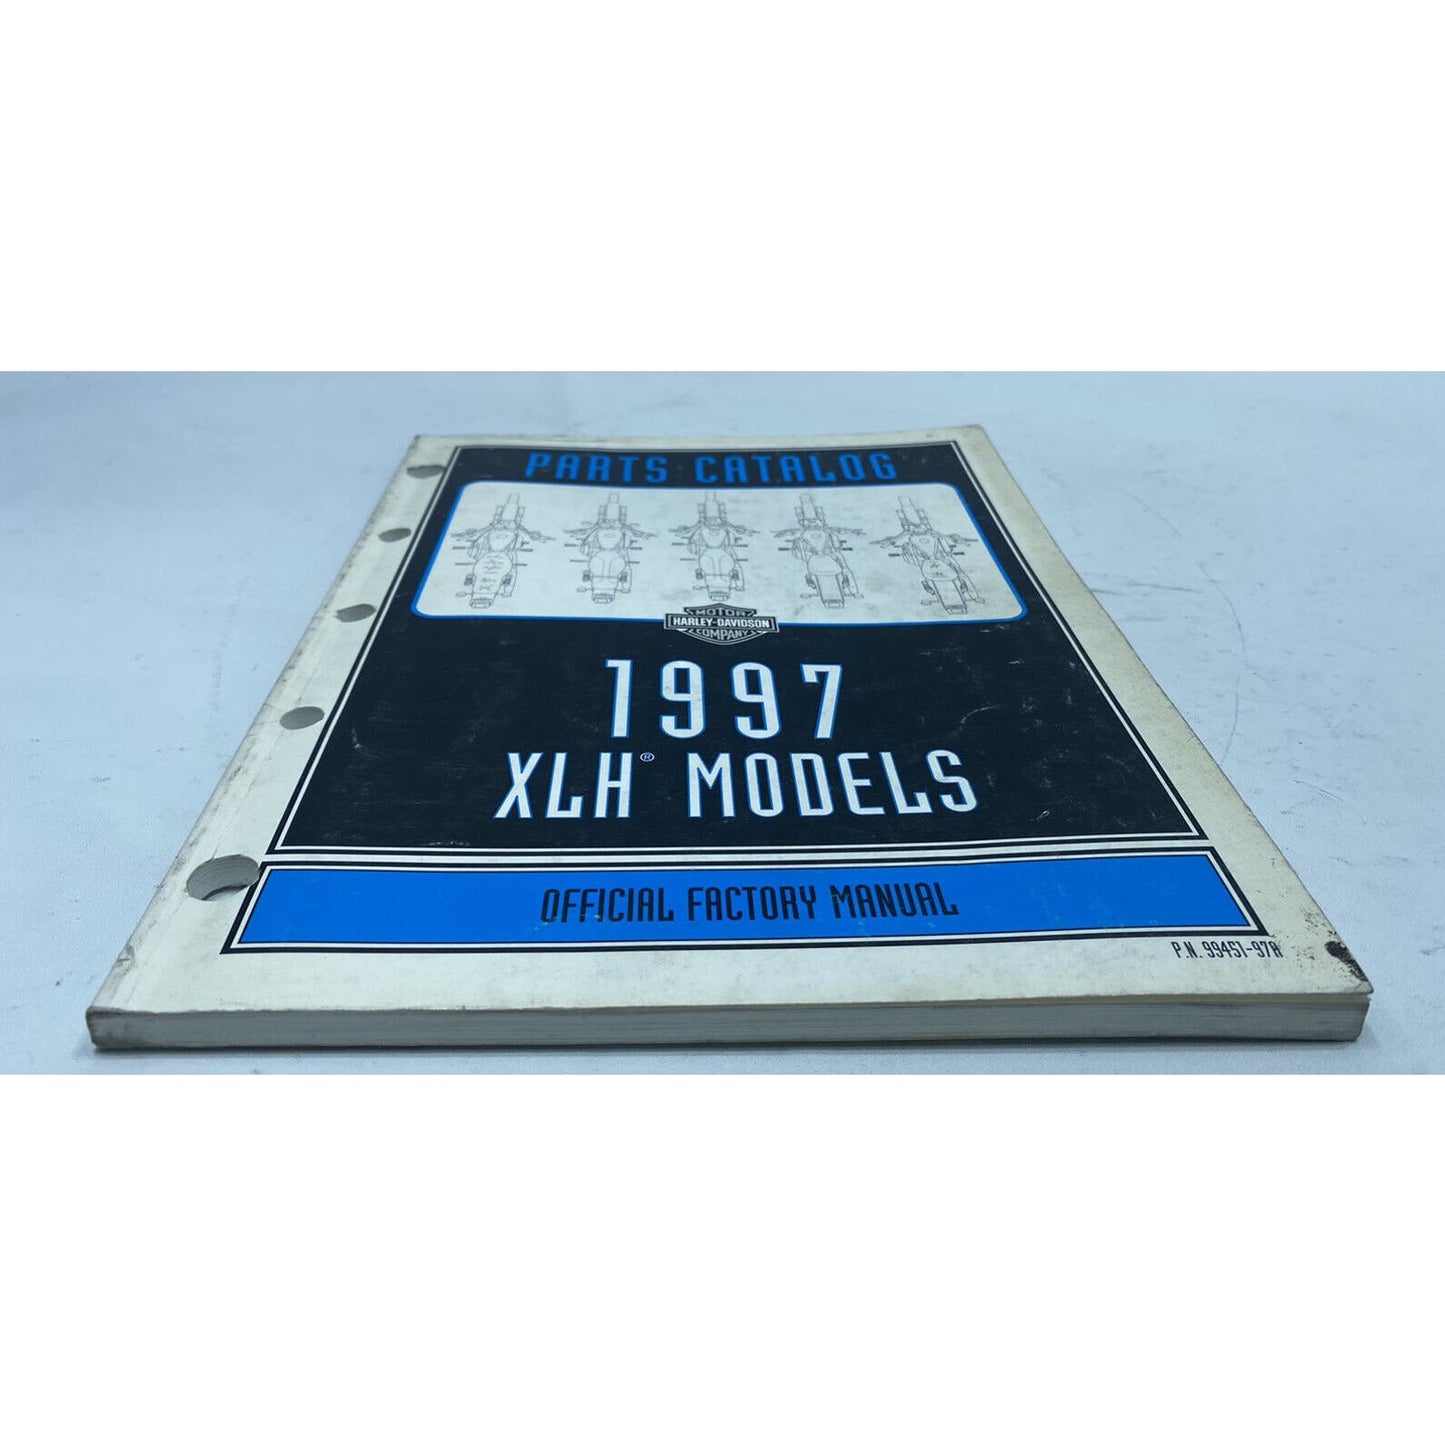 PARTS CATALOG
MOTOR
HARLEY-DAVIDSON
COMPANY
1997
XLH® MODELS
OFFICIAL FACTORY MANUAL
P.N. 99451-97A